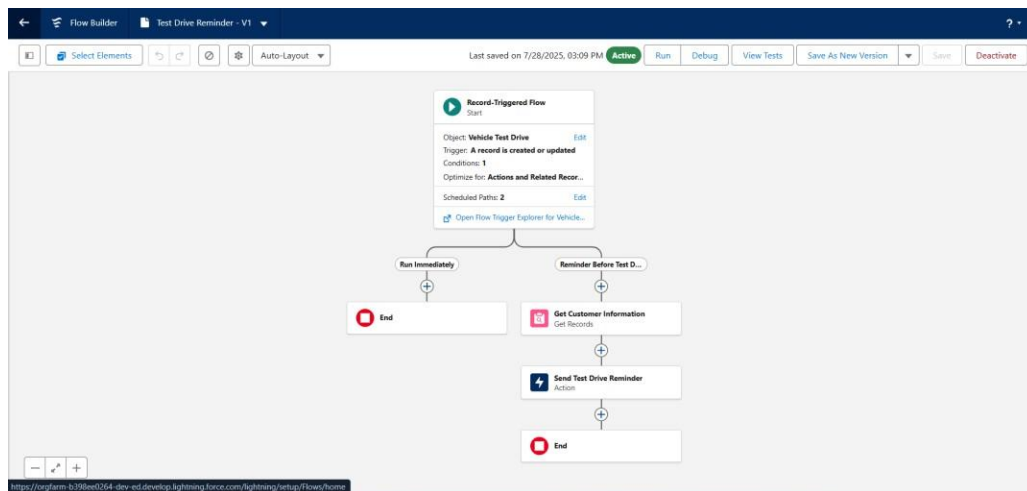 Flow Builder
Test Drive Reminder - V1
?
Select Elements
Auto-Layout
Last saved on 7/28/2025, 03:09 PM
Active
Run
Debug
View Tests
Save As New Version
Save
Deactivate
Record-Triggered Flow
Start
Object: Vehicle Test Drive
Edit
Trigger: A record is created or updated
Conditions: 1
Optimize for: Actions and Related Recor...
Scheduled Paths: 2
Edit
Open Flow Trigger Explorer for Vehicle...
Run Immediately
Reminder Before Test D...
End
Get Customer Information
Get Records
Send Test Drive Reminder
Action
End
https://orgfarm-b398ee0264-dev-ed.develop.lightning.force.com/lightning/setup/Flows/home